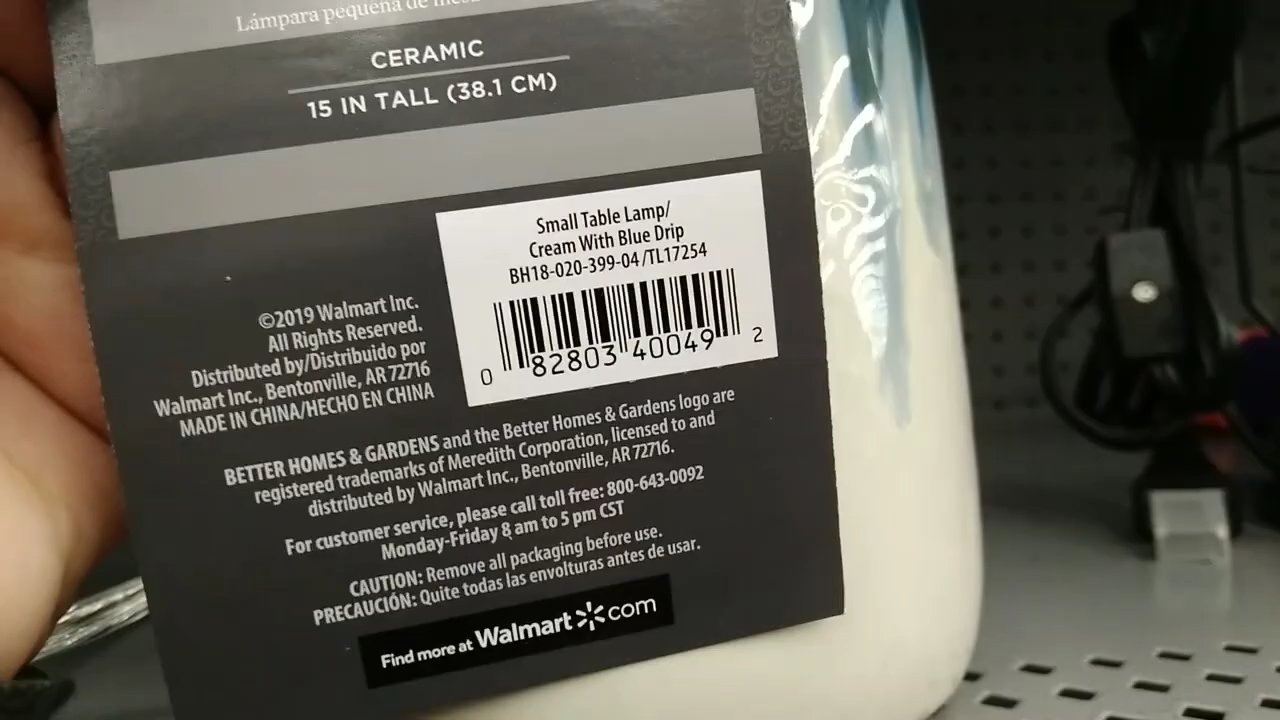 Lámpara pequeña de
CERAMIC
15 IN TALL (38.1 CM)
Small Table Lamp/
Cream With Blue Drip
BH18-020-399-04/TL17254
0 82803 40049 2
©2019 Walmart Inc.
All Rights Reserved.
Distributed by/Distribuido por
Walmart Inc., Bentonville, AR 72716
MADE IN CHINA/HECHO EN CHINA
BETTER HOMES & GARDENS and the Better Homes & Gardens logo are
registered trademarks of Meredith Corporation, licensed to and
distributed by Walmart Inc., Bentonville, AR 72716.
For customer service, please call toll free: 800-643-0092
Monday-Friday 8 am to 5 pm CST
CAUTION: Remove all packaging before use.
PRECAUCIÓN: Quite todas las envolturas antes de usar.
Find more at Walmart com